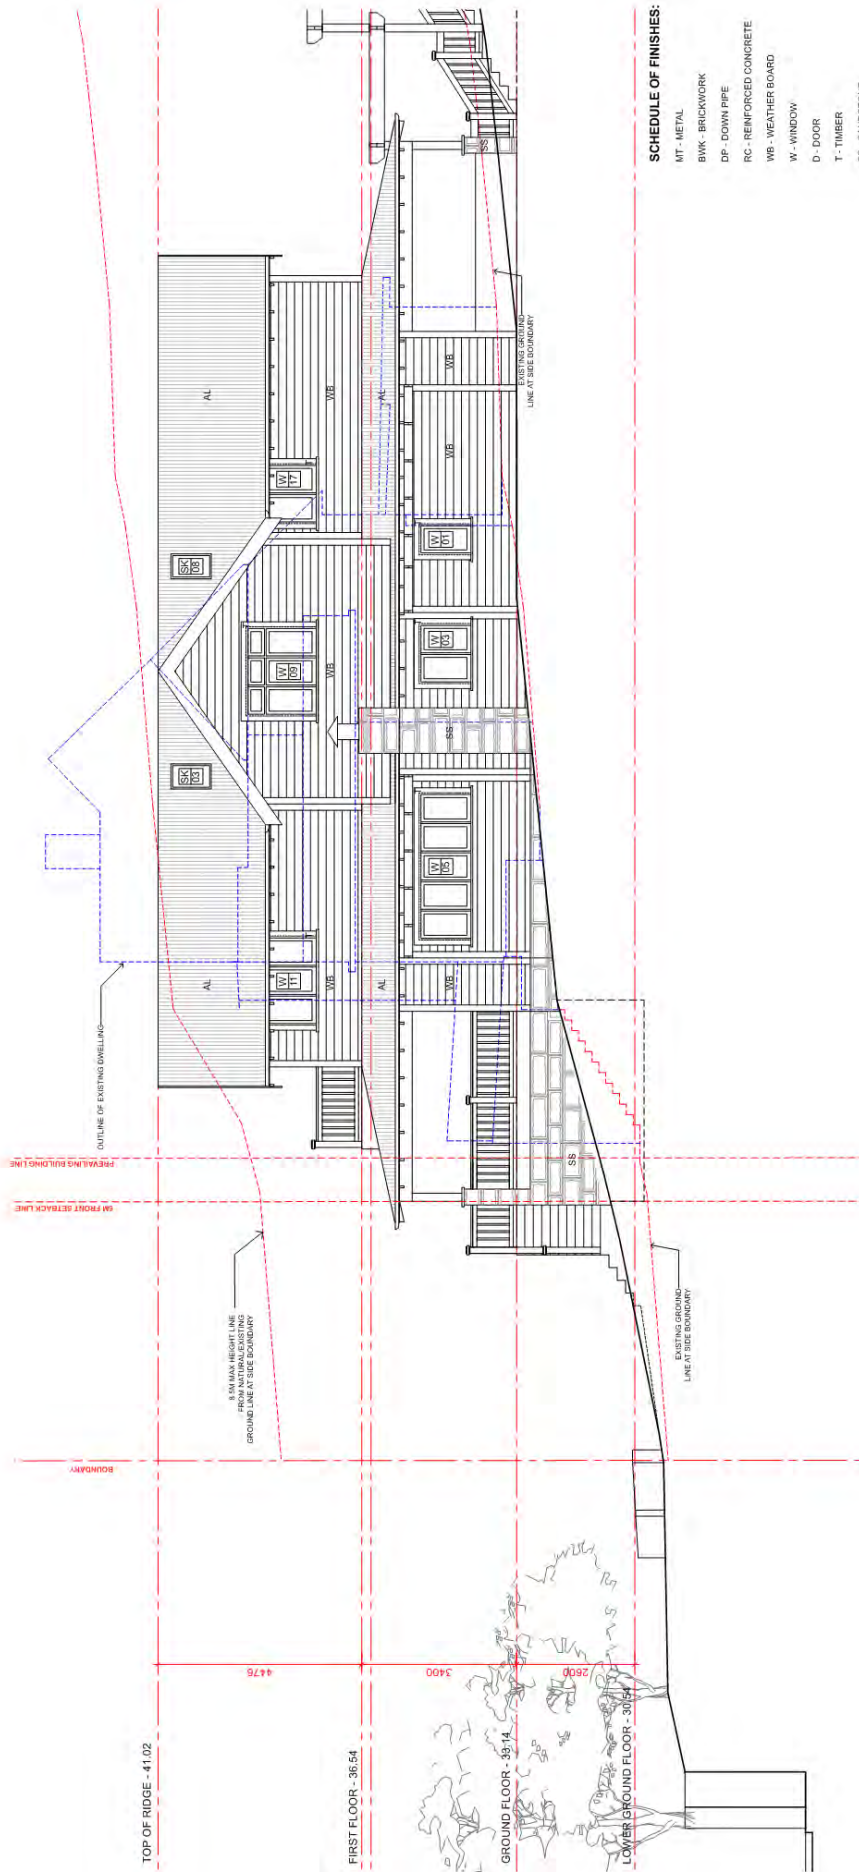 TOP OF RIDGE - 41.02
FIRST FLOOR - 36.54
GROUND FLOOR - 33.14
LOWER GROUND FLOOR - 30.54
4476
3400
2600
BOUNDARY
6M FRONT SETBACK LINE
PREVAILING BUILDING LINE
8.5M MAX HEIGHT LINE
FROM NATURAL/EXISTING
GROUND LINE AT SIDE BOUNDARY
OUTLINE OF EXISTING DWELLING
EXISTING GROUND
LINE AT SIDE BOUNDARY
AL
SK
03
SK
08
AL
W
11
WB
W
09
WB
W
17
WB
AL
AL
WB
W
05
SS
W
03
W
01
WB
WB
SS
SS
EXISTING GROUND
LINE AT SIDE BOUNDARY
SCHEDULE OF FINISHES:
MT - METAL
BWK - BRICKWORK
DP - DOWN PIPE
RC - REINFORCED CONCRETE
WB - WEATHER BOARD
W - WINDOW
D - DOOR
T - TIMBER